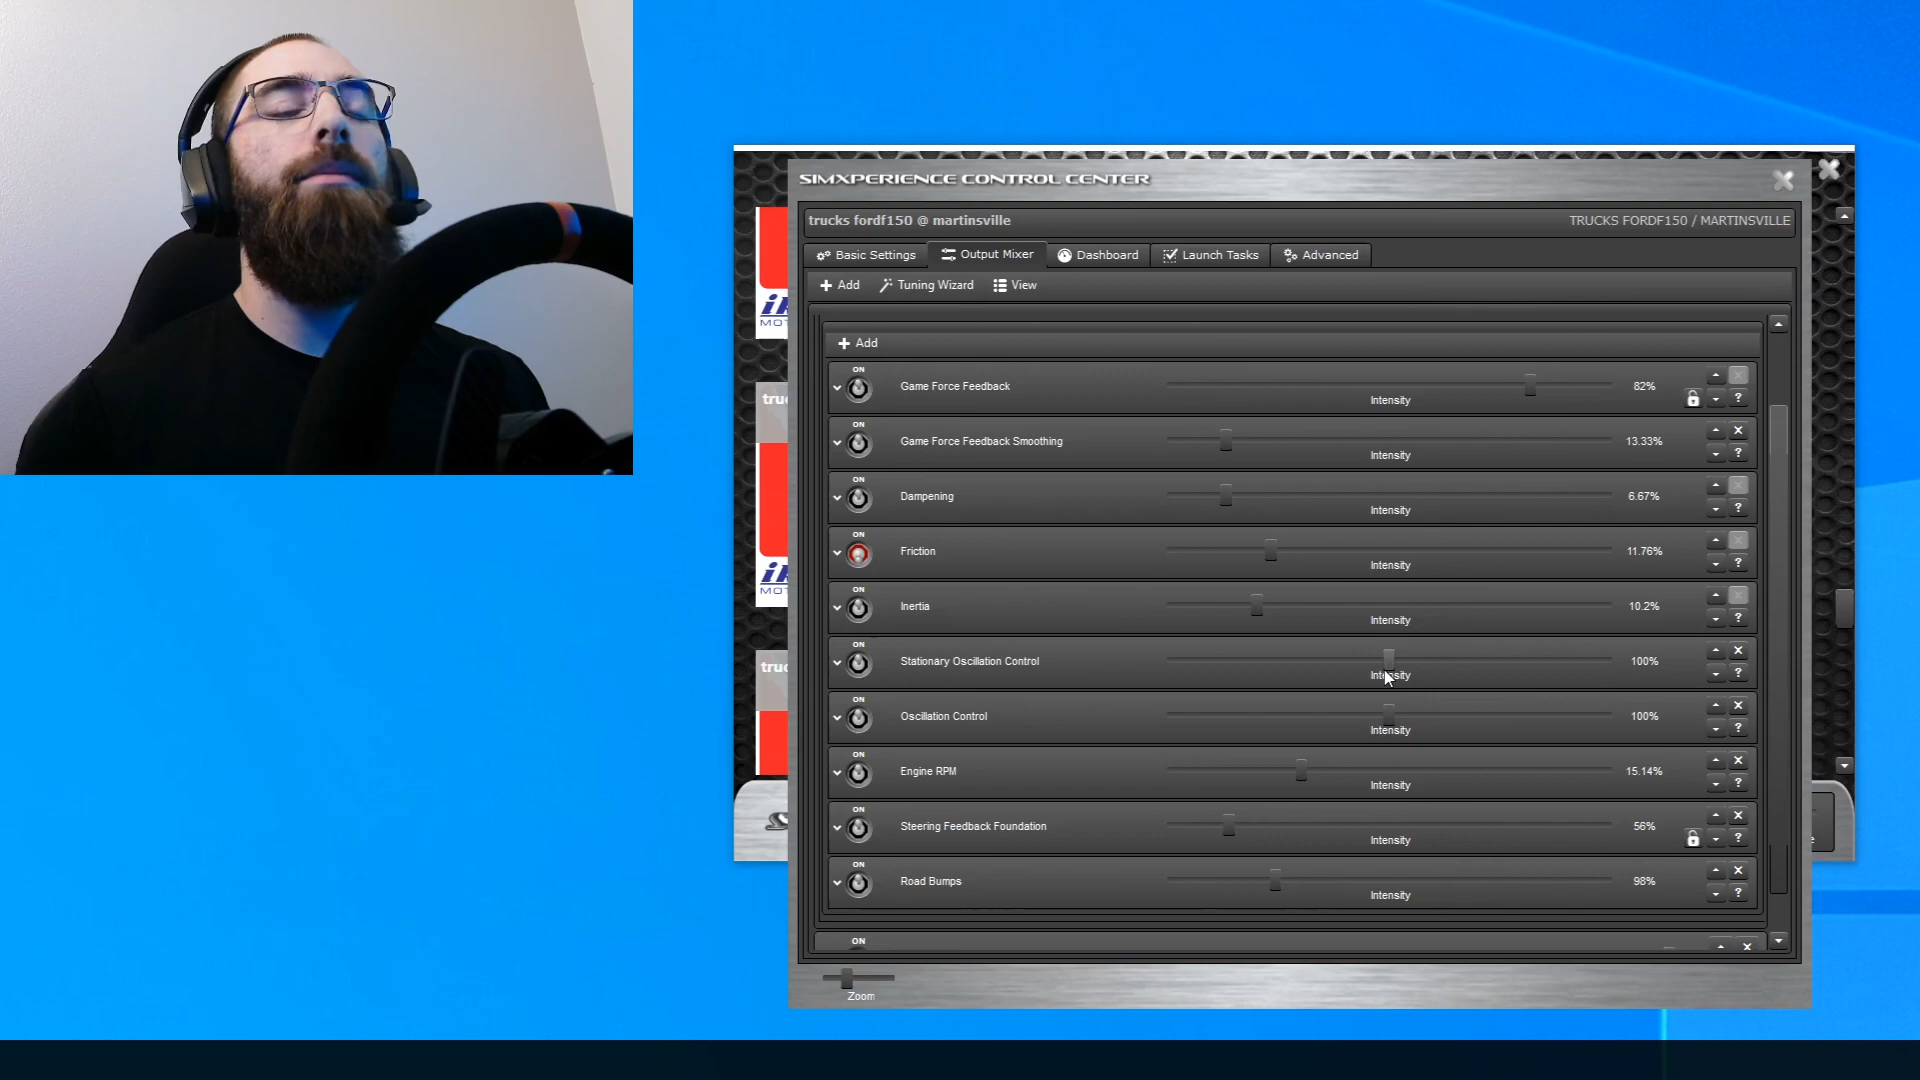 SIMXPERIENCE CONTROL CENTER
trucks fordf150 @ martinsville TRUCKS FORDF150 / MARTINSVILLE
Basic Settings Output Mixer Dashboard Launch Tasks Advanced
+ Add Tuning Wizard View
+ Add
ON
Game Force Feedback 82%
Intensity
ON
Game Force Feedback Smoothing 13.33%
Intensity
ON
Dampening 6.67%
Intensity
ON
Friction 11.76%
Intensity
ON
Inertia 10.2%
Intensity
ON
Stationary Oscillation Control 100%
Intensity
ON
Oscillation Control 100%
Intensity
ON
Engine RPM 15.14%
Intensity
ON
Steering Feedback Foundation 56%
Intensity
ON
Road Bumps 98%
Intensity
ON
Zoom